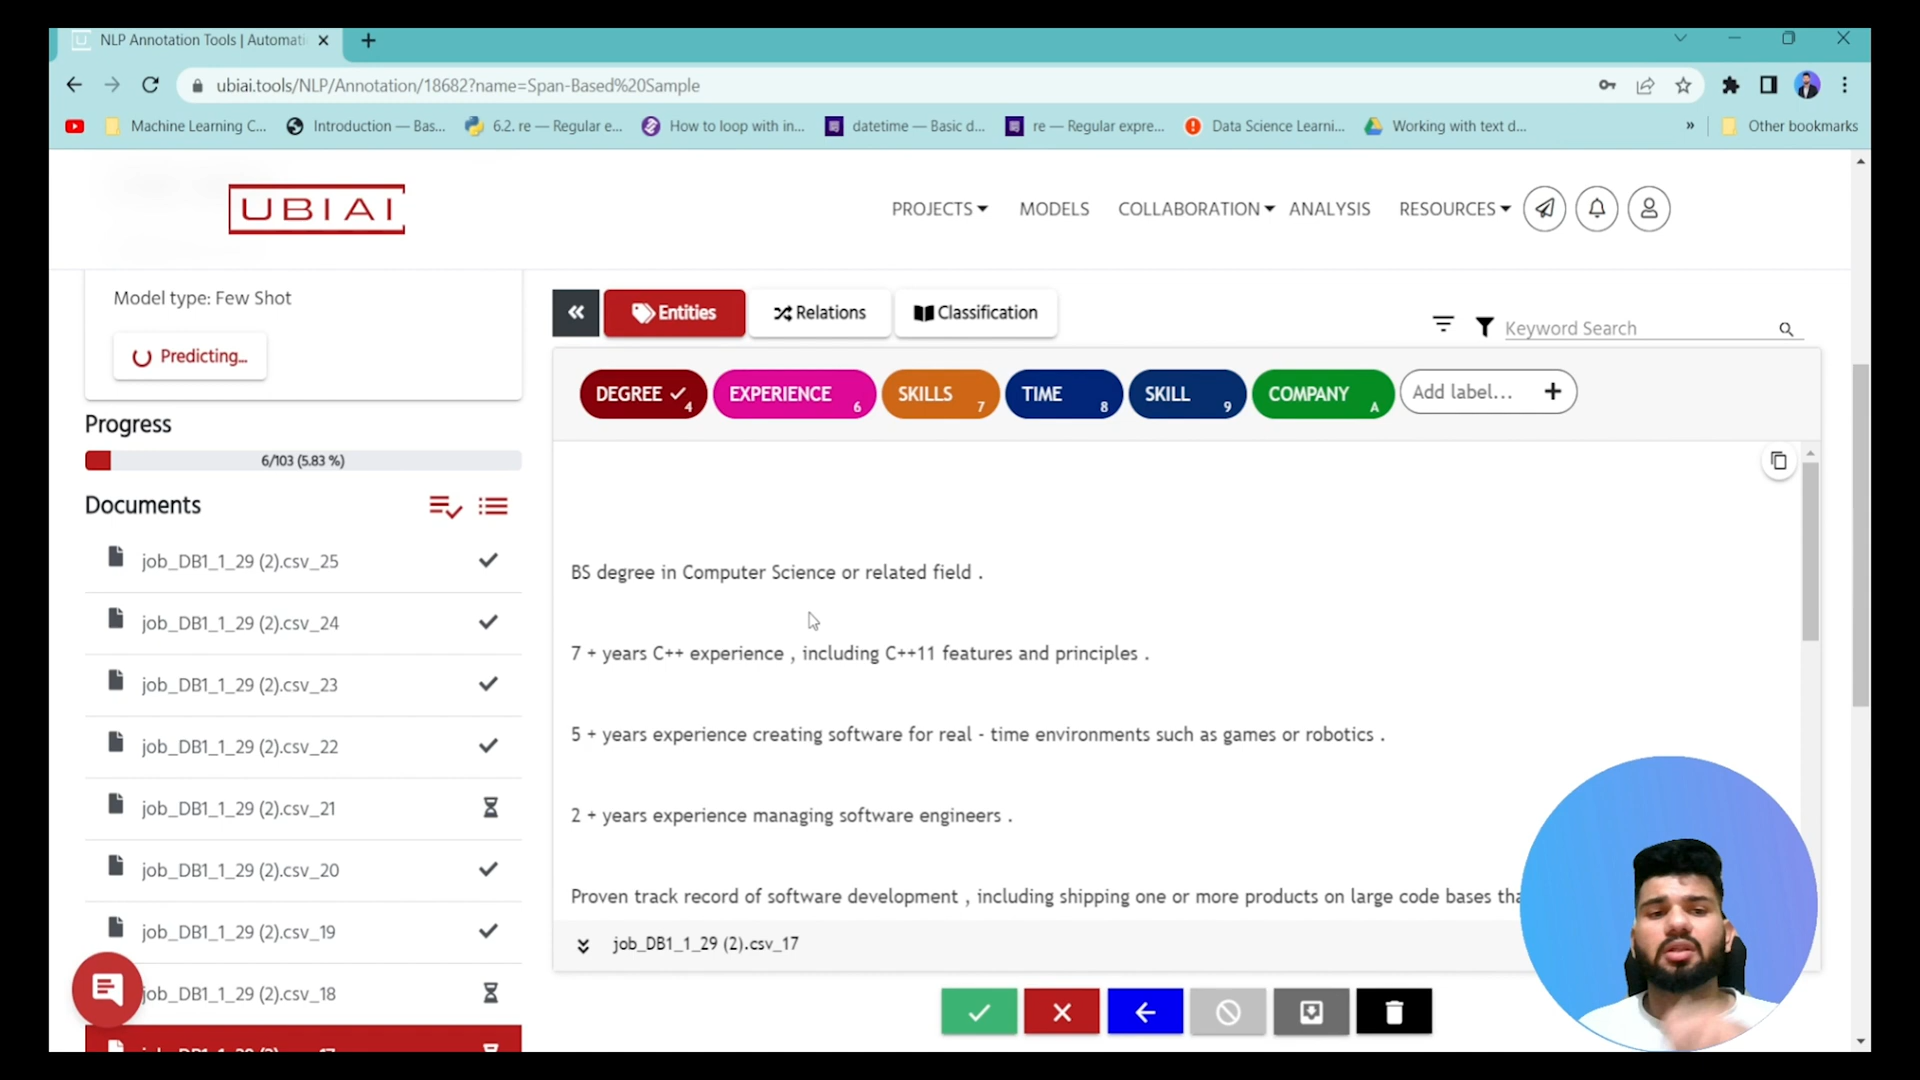 NLP Annotation Tools | Automati
ubiai.tools/NLP/Annotation/18682?name=Span-Based%20Sample
Machine Learning C...
Introduction — Bas...
6.2. re — Regular e...
How to loop with in...
datetime — Basic d...
re — Regular expre...
Data Science Learni...
Working with text d...
»
Other bookmarks
UBIAI
PROJECTS
MODELS
COLLABORATION
ANALYSIS
RESOURCES
Model type: Few Shot
Predicting...
Progress
6/103 (5.83 %)
Documents
job_DB1_1_29 (2).csv_25
job_DB1_1_29 (2).csv_24
job_DB1_1_29 (2).csv_23
job_DB1_1_29 (2).csv_22
job_DB1_1_29 (2).csv_21
job_DB1_1_29 (2).csv_20
job_DB1_1_29 (2).csv_19
job_DB1_1_29 (2).csv_18
Entities
Relations
Classification
Keyword Search
DEGREE 4
EXPERIENCE 6
SKILLS 7
TIME 8
SKILL 9
COMPANY A
Add label... +
BS degree in Computer Science or related field .
7 + years C++ experience , including C++11 features and principles .
5 + years experience creating software for real - time environments such as games or robotics .
2 + years experience managing software engineers .
Proven track record of software development , including shipping one or more products on large code bases tha
job_DB1_1_29 (2).csv_17